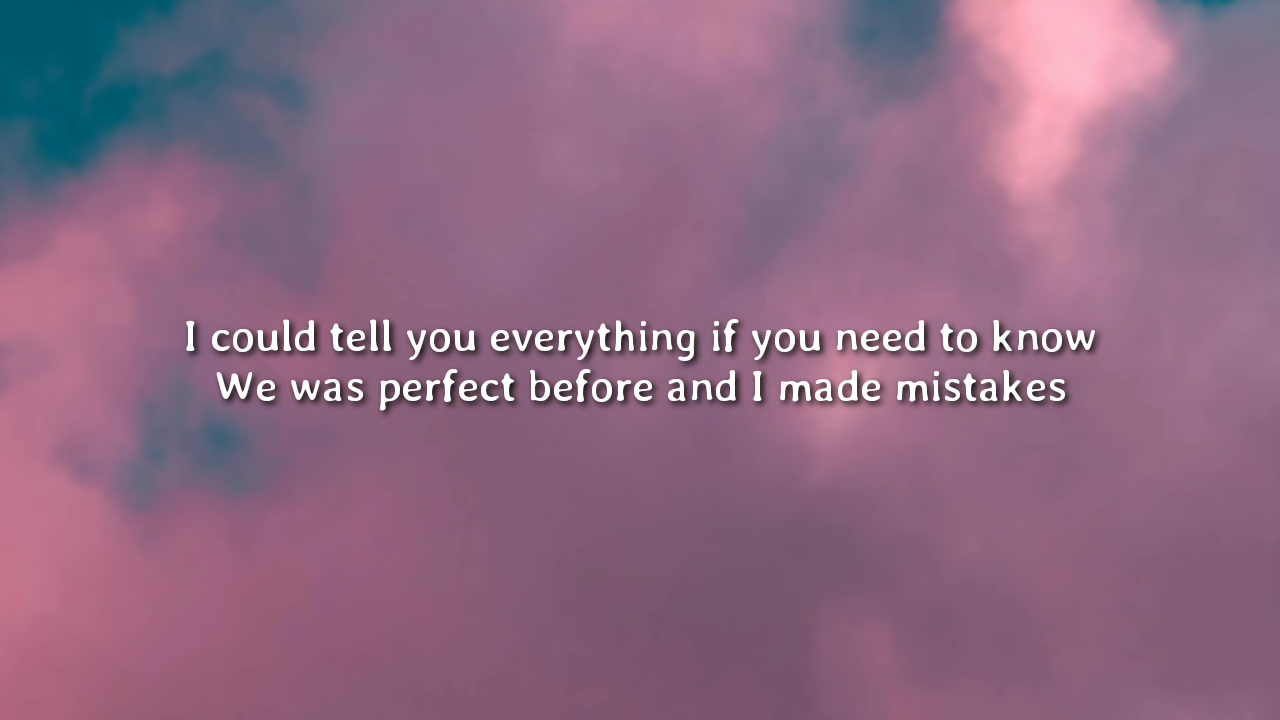 I could tell you everything if you need to know
We was perfect before and I made mistakes